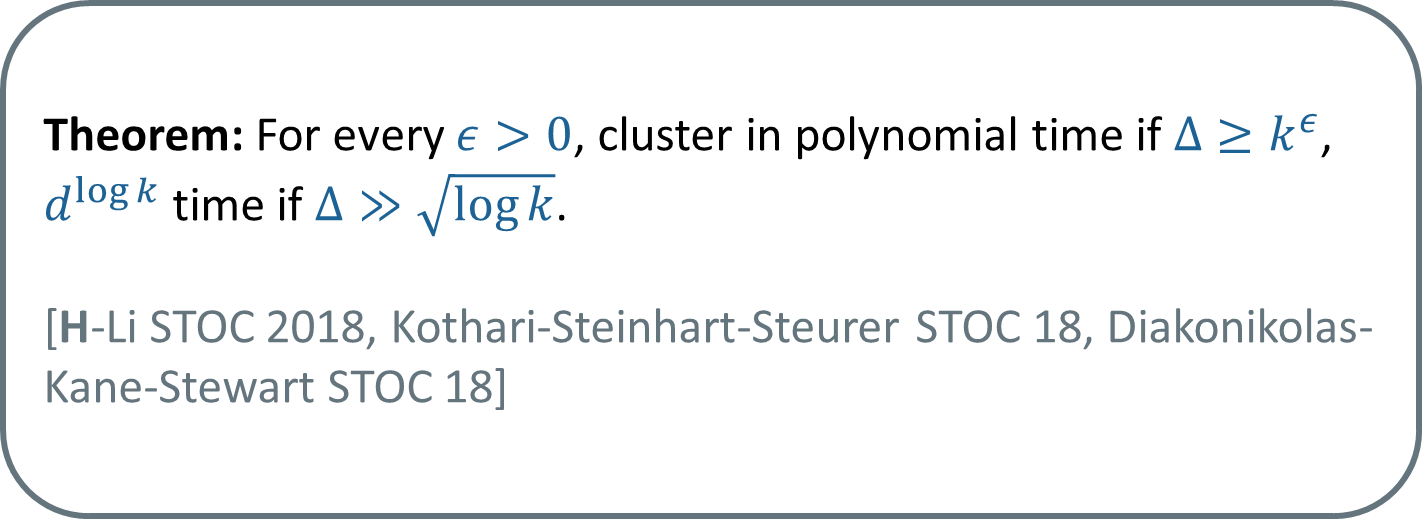 Theorem: For every ϵ > 0, cluster in polynomial time if Δ ≥ k^ϵ,
d^{log k} time if Δ ≫ √(log k).
[H-Li STOC 2018, Kothari-Steinhart-Steurer STOC 18, Diakonikolas-
Kane-Stewart STOC 18]